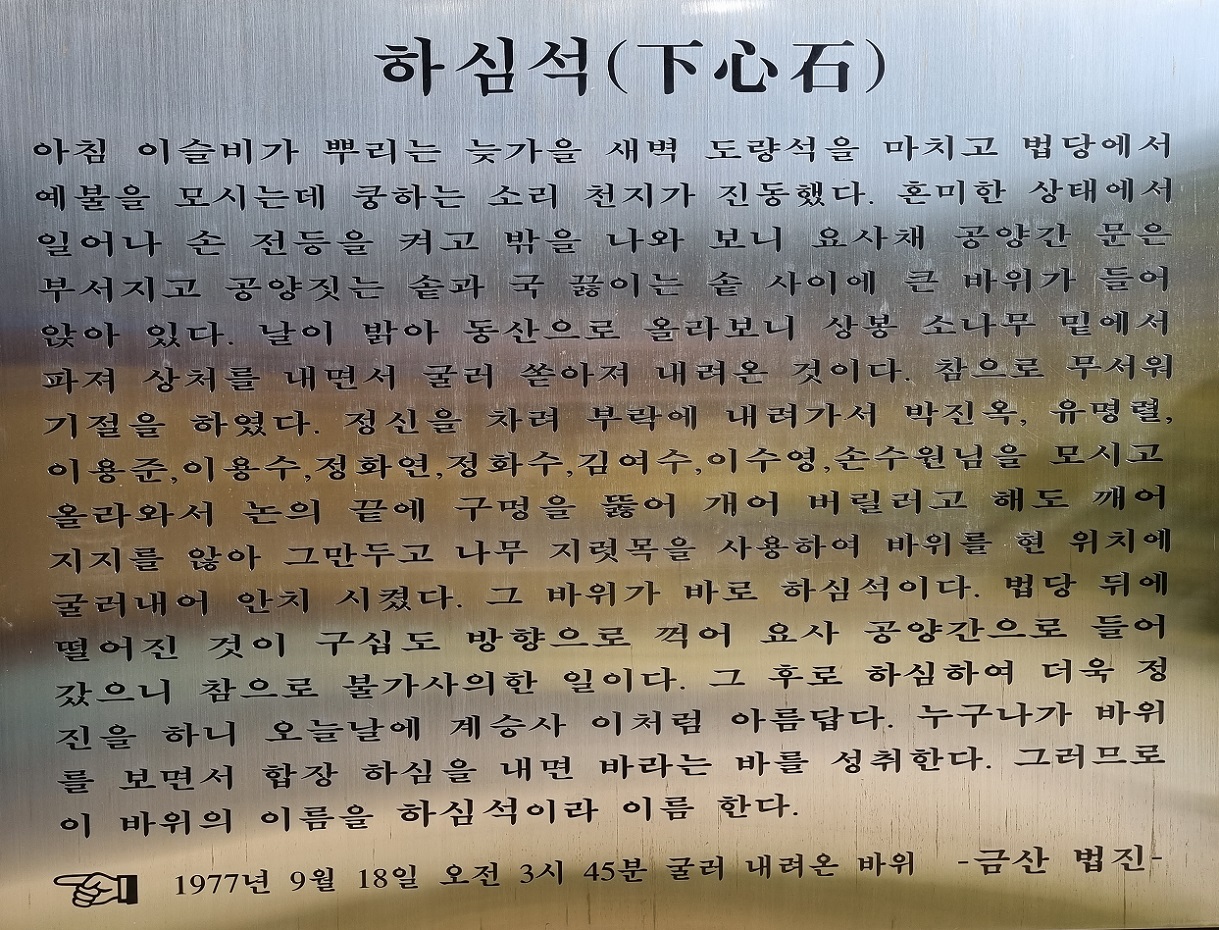 하심석(下心石)
아침 이슬비가 뿌리는 늦가을 새벽 도량석을 마치고 법당에서
예불을 모시는데 쿵하는 소리 천지가 진동했다. 혼미한 상태에서
일어나 손 전등을 켜고 밖을 나와 보니 요사채 공양간 문은
부서지고 공양짓는 솥과 국 끓이는 솥 사이에 큰 바위가 들어
앉아 있다. 날이 밝아 동산으로 올라보니 상봉 소나무 밑에서
파져 상처를 내면서 굴러 쏟아져 내려온 것이다. 참으로 무서워
기절을 하였다. 정신을 차려 부락에 내려가서 박진옥, 유명렬,
이용준,이용수,정화연,정화수,김여수,이수영,손수원님을 모시고
올라와서 논의 끝에 구멍을 뚫어 개어 버릴려고 해도 깨어
지지를 않아 그만두고 나무 지렛목을 사용하여 바위를 현 위치에
굴러내어 안치 시켰다. 그 바위가 바로 하심석이다. 법당 뒤에
떨어진 것이 구십도 방향으로 꺽어 요사 공양간으로 들어
갔으니 참으로 불가사의한 일이다. 그 후로 하심하여 더욱 정
진을 하니 오늘날에 계승사 이처럼 아름답다. 누구나가 바위
를 보면서 합장 하심을 내면 바라는 바를 성취한다. 그러므로
이 바위의 이름을 하심석이라 이름 한다.
1977년 9월 18일 오전 3시 45분 굴러 내려온 바위 -금산 법진-